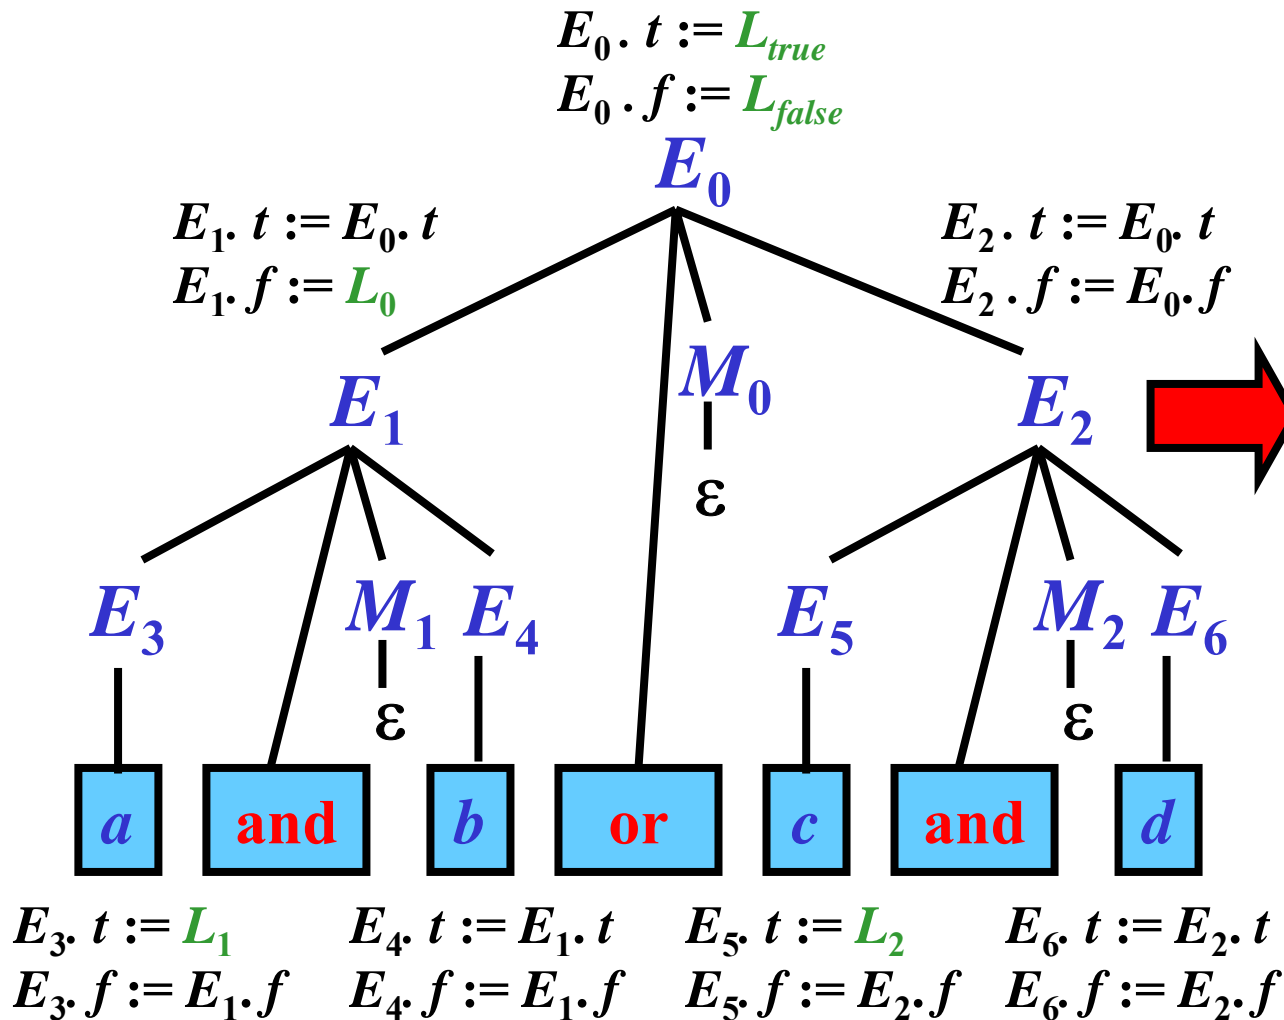 E₀. t := L_true
E₀ . f := L_false
E₀
E₁. t := E₀. t
E₁. f := L₀
E₂. t := E₀. t
E₂ . f := E₀. f
E₁
M₀
E₂
ε
E₃
M₁
E₄
E₅
M₂
E₆
ε
ε
a and b or c and d
E₃. t := L₁
E₃. f := E₁. f
E₄. t := E₁. t
E₄. f := E₁. f
E₅. t := L₂
E₅. f := E₂. f
E₆. t := E₂. t
E₆. f := E₂. f